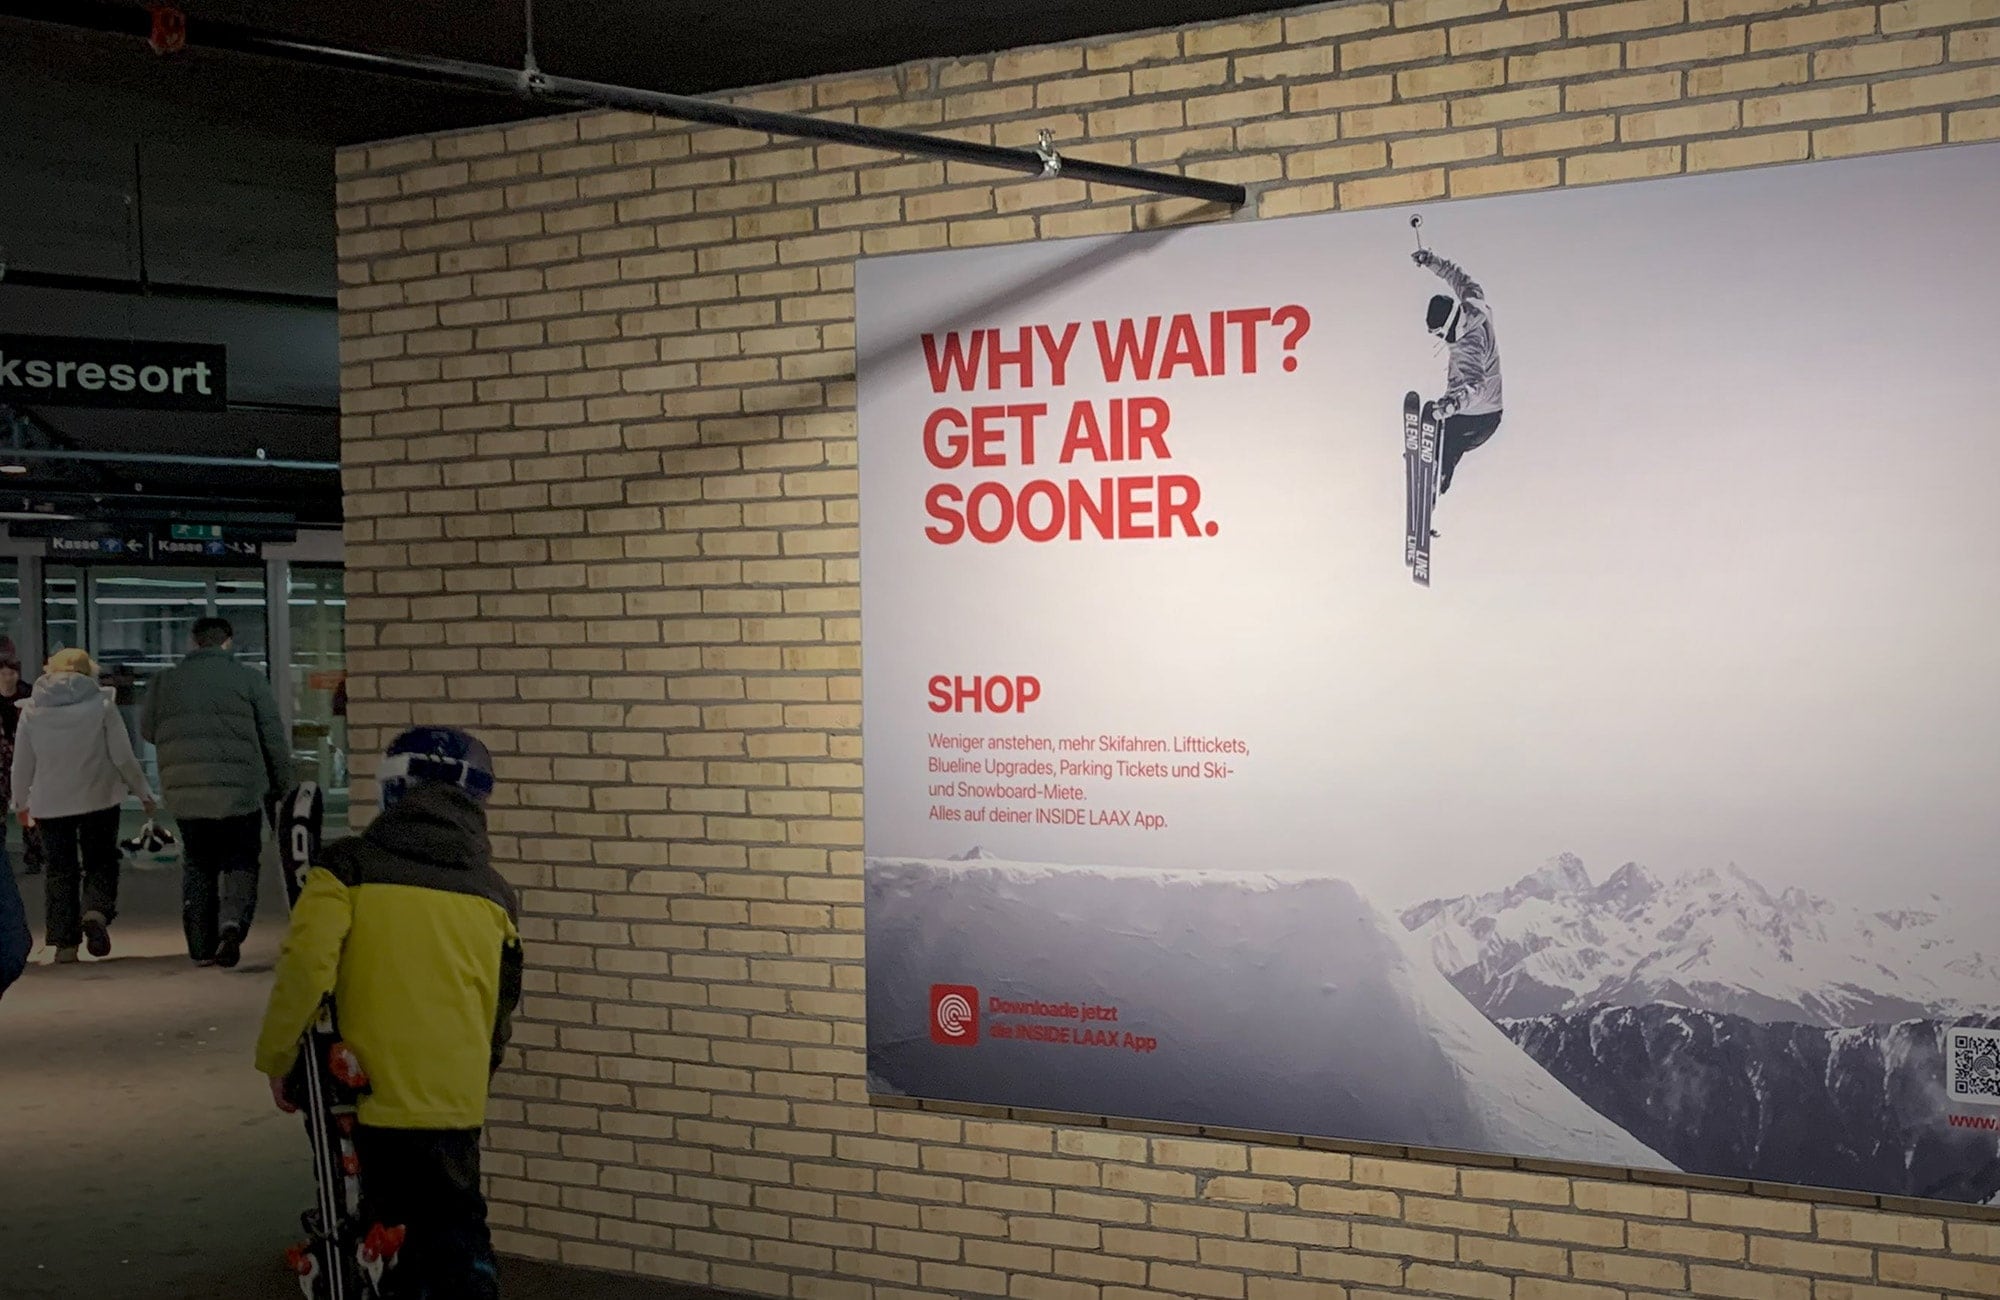 ksresort
Kasse
Kasse
WHY WAIT?
GET AIR
SOONER.
BLEND
BLEND
LINE
LINE
SHOP
Weniger anstehen, mehr Skifahren. Lifttickets,
Blueline Upgrades, Parking Tickets und Ski-
und Snowboard-Miete.
Alles auf deiner INSIDE LAAX App.
Downloade jetzt
die INSIDE LAAX App
www.